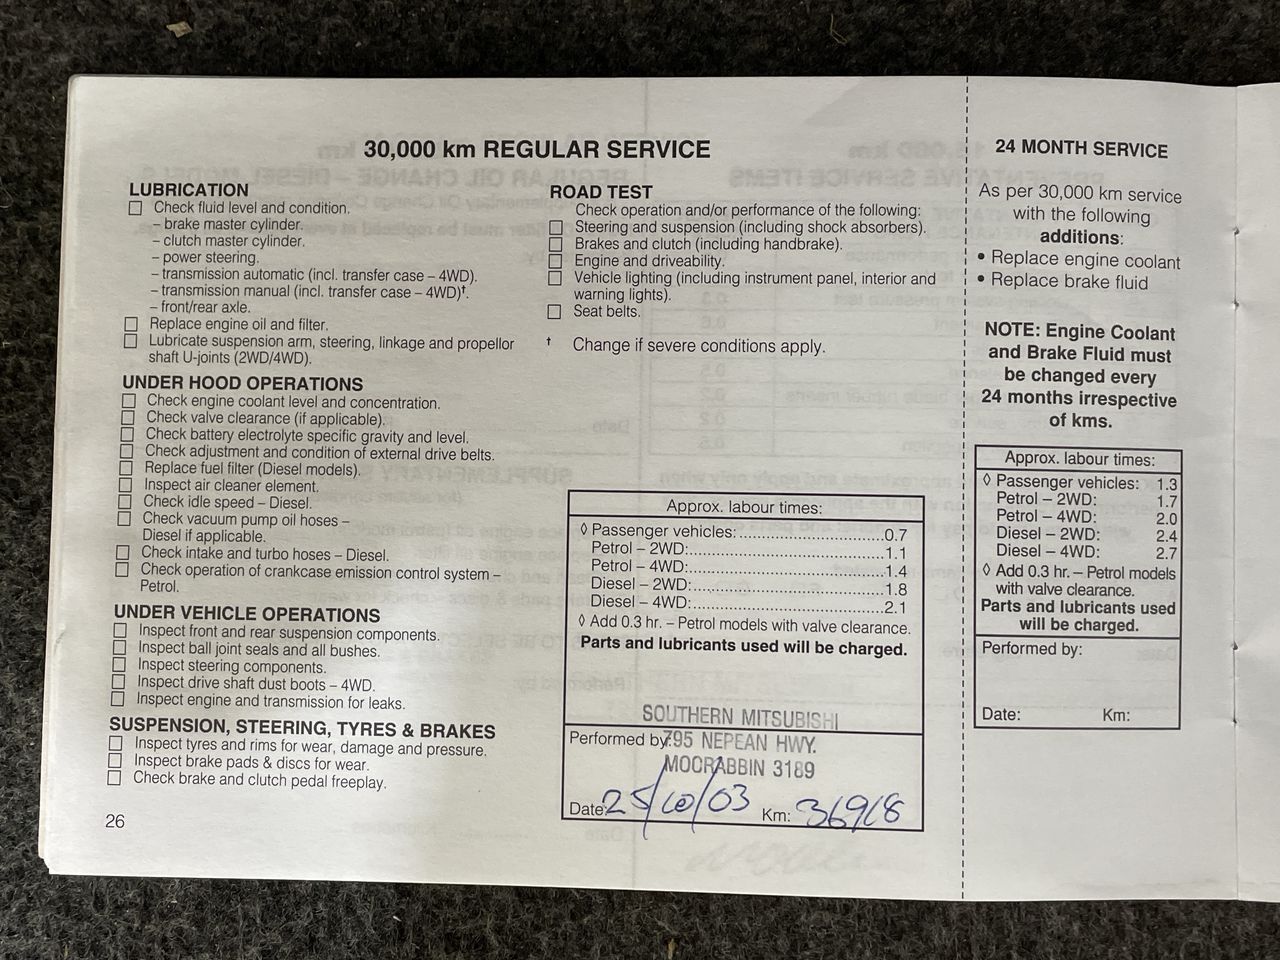 30,000 km REGULAR SERVICE
LUBRICATION
Check fluid level and condition.
– brake master cylinder.
– clutch master cylinder.
– power steering.
– transmission automatic (incl. transfer case – 4WD).
– transmission manual (incl. transfer case – 4WD)†.
– front/rear axle.
Replace engine oil and filter.
Lubricate suspension arm, steering, linkage and propellor
shaft U-joints (2WD/4WD).
UNDER HOOD OPERATIONS
Check engine coolant level and concentration.
Check valve clearance (if applicable).
Check battery electrolyte specific gravity and level.
Check adjustment and condition of external drive belts.
Replace fuel filter (Diesel models).
Inspect air cleaner element.
Check idle speed – Diesel.
Check vacuum pump oil hoses –
Diesel if applicable.
Check intake and turbo hoses – Diesel.
Check operation of crankcase emission control system –
Petrol.
UNDER VEHICLE OPERATIONS
Inspect front and rear suspension components.
Inspect ball joint seals and all bushes.
Inspect steering components.
Inspect drive shaft dust boots – 4WD.
Inspect engine and transmission for leaks.
SUSPENSION, STEERING, TYRES & BRAKES
Inspect tyres and rims for wear, damage and pressure.
Inspect brake pads & discs for wear.
Check brake and clutch pedal freeplay.
26
ROAD TEST
Check operation and/or performance of the following:
Steering and suspension (including shock absorbers).
Brakes and clutch (including handbrake).
Engine and driveability.
Vehicle lighting (including instrument panel, interior and
warning lights).
Seat belts.
† Change if severe conditions apply.
Approx. labour times:
◊ Passenger vehicles:..............................0.7
Petrol – 2WD:.........................................1.1
Petrol – 4WD:.........................................1.4
Diesel – 2WD:.........................................1.8
Diesel – 4WD:.........................................2.1
◊ Add 0.3 hr. – Petrol models with valve clearance.
Parts and lubricants used will be charged.
SOUTHERN MITSUBISHI
Performed by: 795 NEPEAN HWY.
MOORABBIN 3189
Date: 25/10/03 Km: 36918
24 MONTH SERVICE
As per 30,000 km service
with the following
additions:
• Replace engine coolant
• Replace brake fluid
NOTE: Engine Coolant
and Brake Fluid must
be changed every
24 months irrespective
of kms.
Approx. labour times:
◊ Passenger vehicles: 1.3
Petrol – 2WD: 1.7
Petrol – 4WD: 2.0
Diesel – 2WD: 2.4
Diesel – 4WD: 2.7
◊ Add 0.3 hr. – Petrol models
with valve clearance.
Parts and lubricants used
will be charged.
Performed by:
Date: Km: